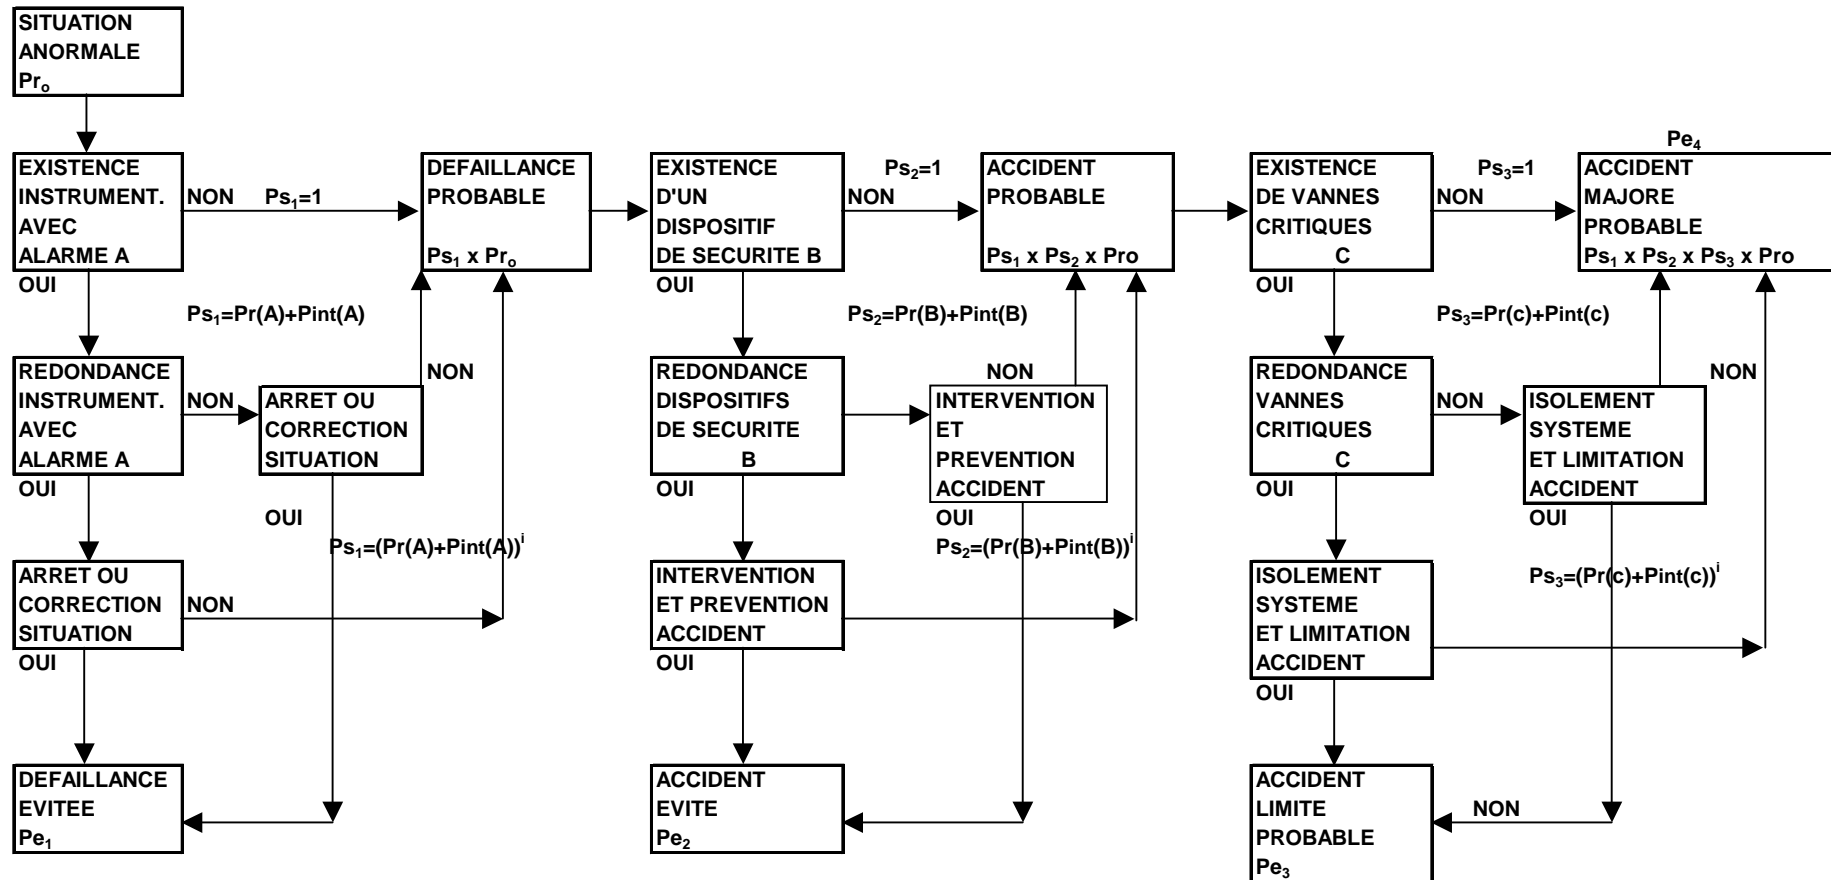 SITUATION
ANORMALE
Pr₀
EXISTENCE
INSTRUMENT.
AVEC
ALARME A
NON
Ps₁=1
DEFAILLANCE
PROBABLE
Ps₁ x Pr₀
EXISTENCE
D'UN
DISPOSITIF
DE SECURITE B
Ps₂=1
NON
ACCIDENT
PROBABLE
Ps₁ x Ps₂ x Pro
EXISTENCE
DE VANNES
CRITIQUES
C
Ps₃=1
NON
Pe₄
ACCIDENT
MAJORE
PROBABLE
Ps₁ x Ps₂ x Ps₃ x Pro
OUI
Ps₁=Pr(A)+Pint(A)
OUI
Ps₂=Pr(B)+Pint(B)
OUI
Ps₃=Pr(c)+Pint(c)
REDONDANCE
INSTRUMENT.
AVEC
ALARME A
NON
ARRET OU
CORRECTION
SITUATION
NON
REDONDANCE
DISPOSITIFS
DE SECURITE
B
NON
INTERVENTION
ET
PREVENTION
ACCIDENT
REDONDANCE
VANNES
CRITIQUES
C
NON
ISOLEMENT
SYSTEME
ET LIMITATION
ACCIDENT
NON
OUI
OUI
Ps₁=(Pr(A)+Pint(A))ⁱ
OUI
OUI
Ps₂=(Pr(B)+Pint(B))ⁱ
OUI
OUI
Ps₃=(Pr(c)+Pint(c))ⁱ
ARRET OU
CORRECTION
SITUATION
NON
INTERVENTION
ET PREVENTION
ACCIDENT
ISOLEMENT
SYSTEME
ET LIMITATION
ACCIDENT
OUI
OUI
OUI
DEFAILLANCE
EVITEE
Pe₁
ACCIDENT
EVITE
Pe₂
ACCIDENT
LIMITE
PROBABLE
Pe₃
NON